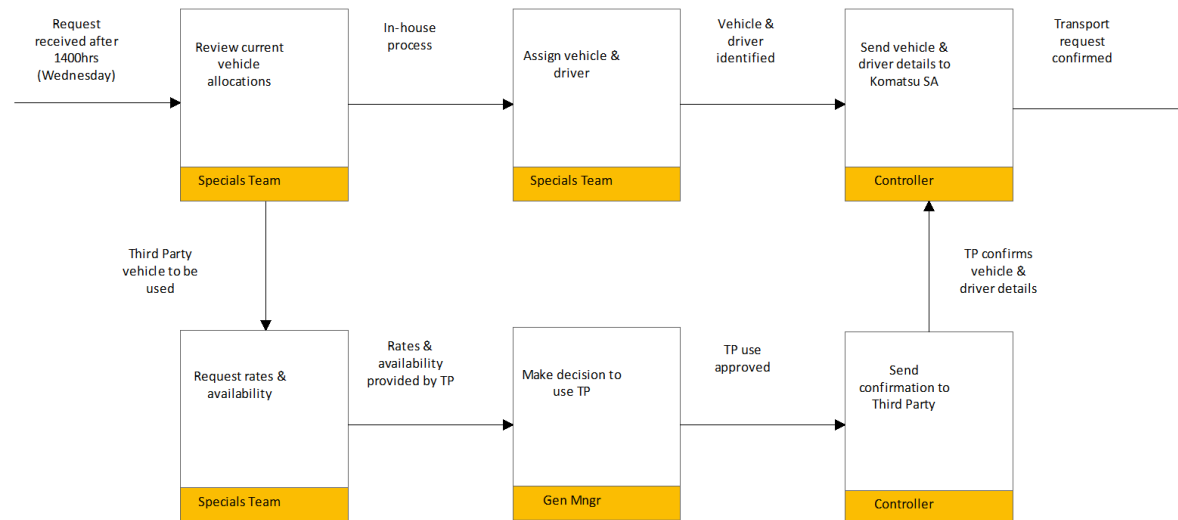 Request
received after
1400hrs
(Wednesday)
Review current
vehicle
allocations
Specials Team
In-house
process
Assign vehicle &
driver
Specials Team
Vehicle &
driver
identified
Send vehicle &
driver details to
Komatsu SA
Controller
Transport
request
confirmed
Third Party
vehicle to be
used
TP confirms
vehicle &
driver details
Request rates &
availability
Specials Team
Rates &
availability
provided by TP
Make decision to
use TP
Gen Mngr
TP use
approved
Send
confirmation to
Third Party
Controller